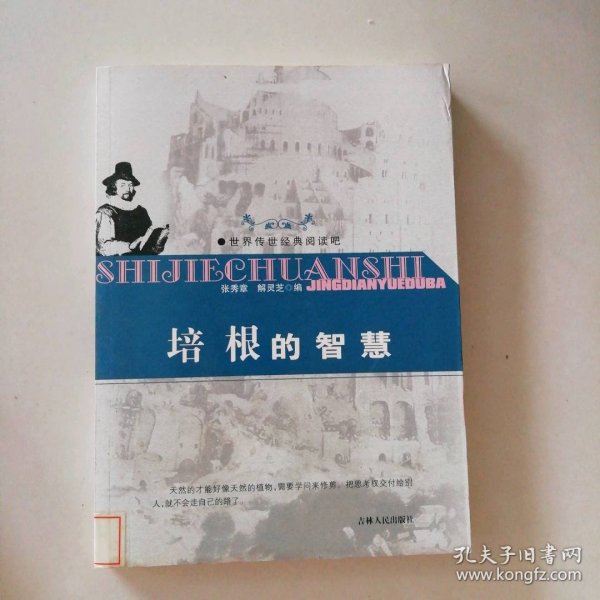 ●世界传世经典阅读吧
SHIJIECHUANSHI
张秀章 解灵芝◎编
JINGDIANYUEDUBA
培根的智慧
天然的才能好像天然的植物,需要学问来修剪。把思考权交付给别
人,就不会走自己的路了。
吉林人民出版社
孔夫子旧书网
www.kongfz.com